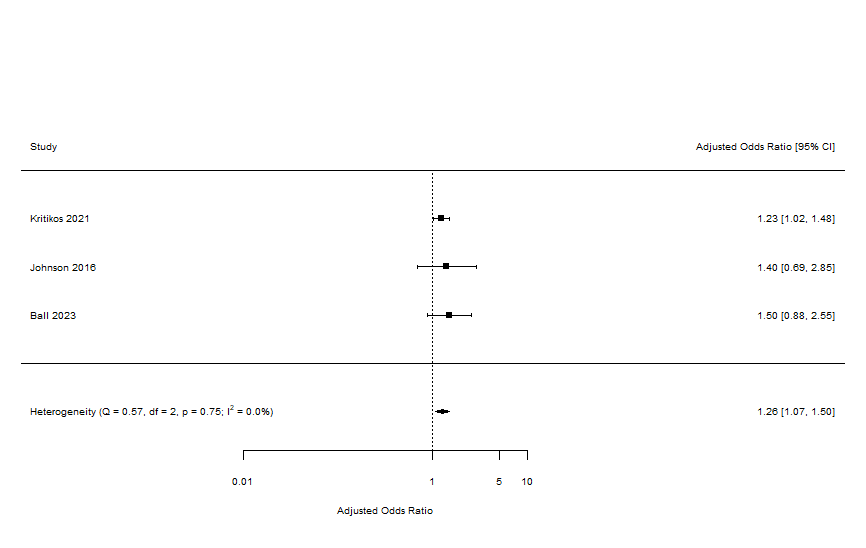 Study Adjusted Odds Ratio [95% CI]
Kritikos 2021 1.23 [1.02, 1.48]
Johnson 2016 1.40 [0.69, 2.85]
Ball 2023 1.50 [0.88, 2.55]
Heterogeneity (Q = 0.57, df = 2, p = 0.75; I² = 0.0%) 1.26 [1.07, 1.50]
0.01 1 5 10
Adjusted Odds Ratio